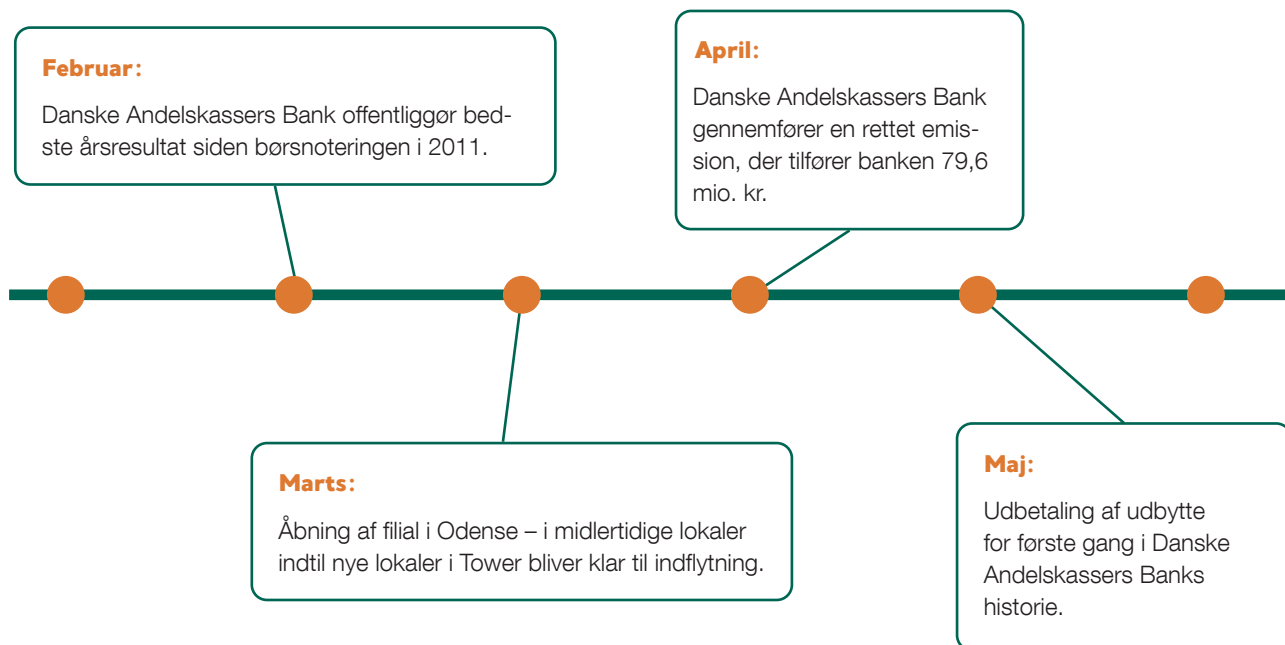 Februar:
Danske Andelskassers Bank offentliggør bed-
ste årsresultat siden børsnoteringen i 2011.
Marts:
Åbning af filial i Odense – i midlertidige lokaler
indtil nye lokaler i Tower bliver klar til indflytning.
April:
Danske Andelskassers Bank
gennemfører en rettet emis-
sion, der tilfører banken 79,6
mio. kr.
Maj:
Udbetaling af udbytte
for første gang i Danske
Andelskassers Banks
historie.